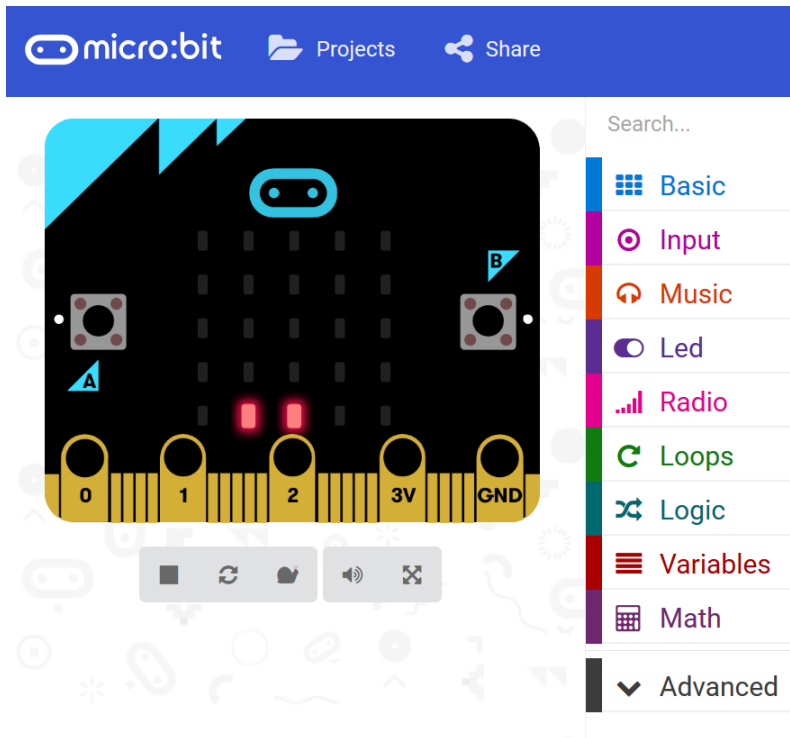 micro:bit Projects Share
Search...
Basic
Input
Music
Led
Radio
Loops
Logic
Variables
Math
Advanced
B
A
0 1 2 3V GND